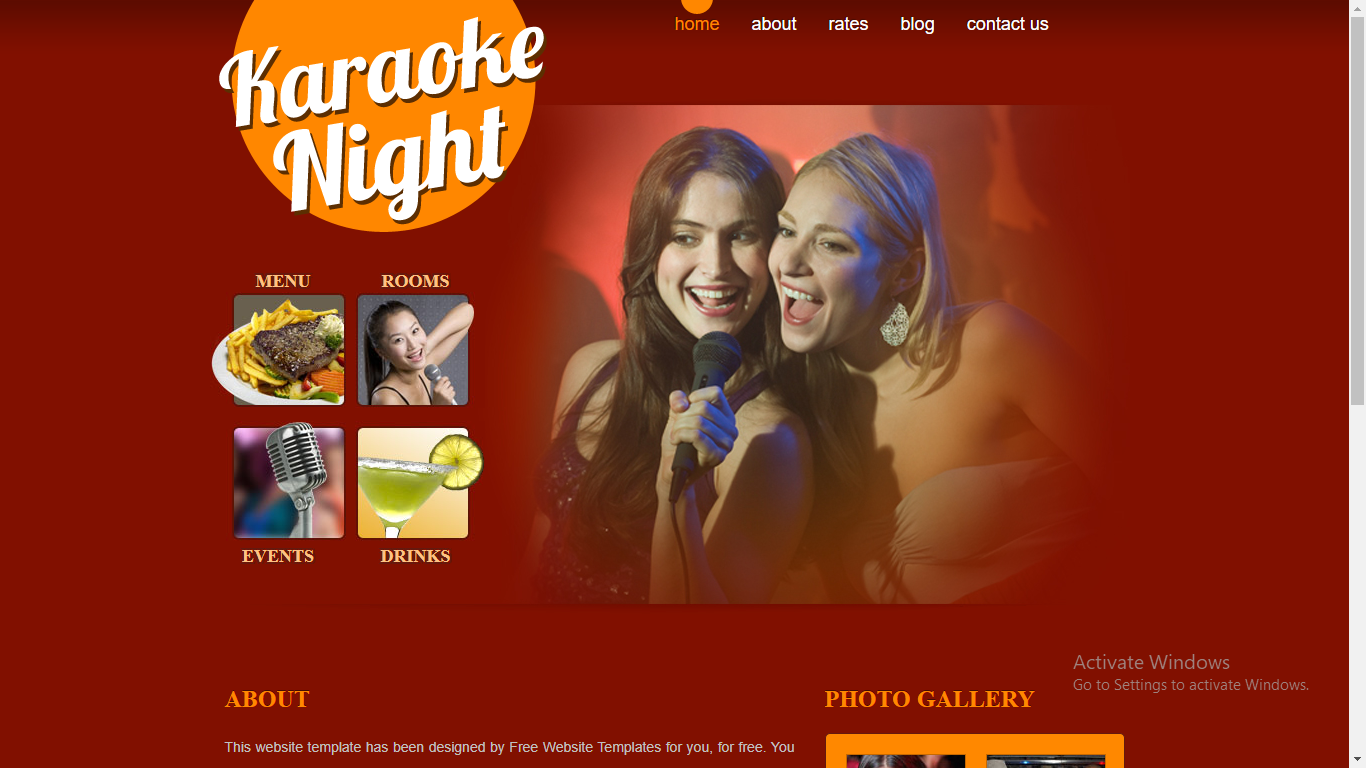 Karaoke
Night
home about rates blog contact us
MENU ROOMS
EVENTS DRINKS
Activate Windows
Go to Settings to activate Windows.
ABOUT
PHOTO GALLERY
This website template has been designed by Free Website Templates for you, for free. You